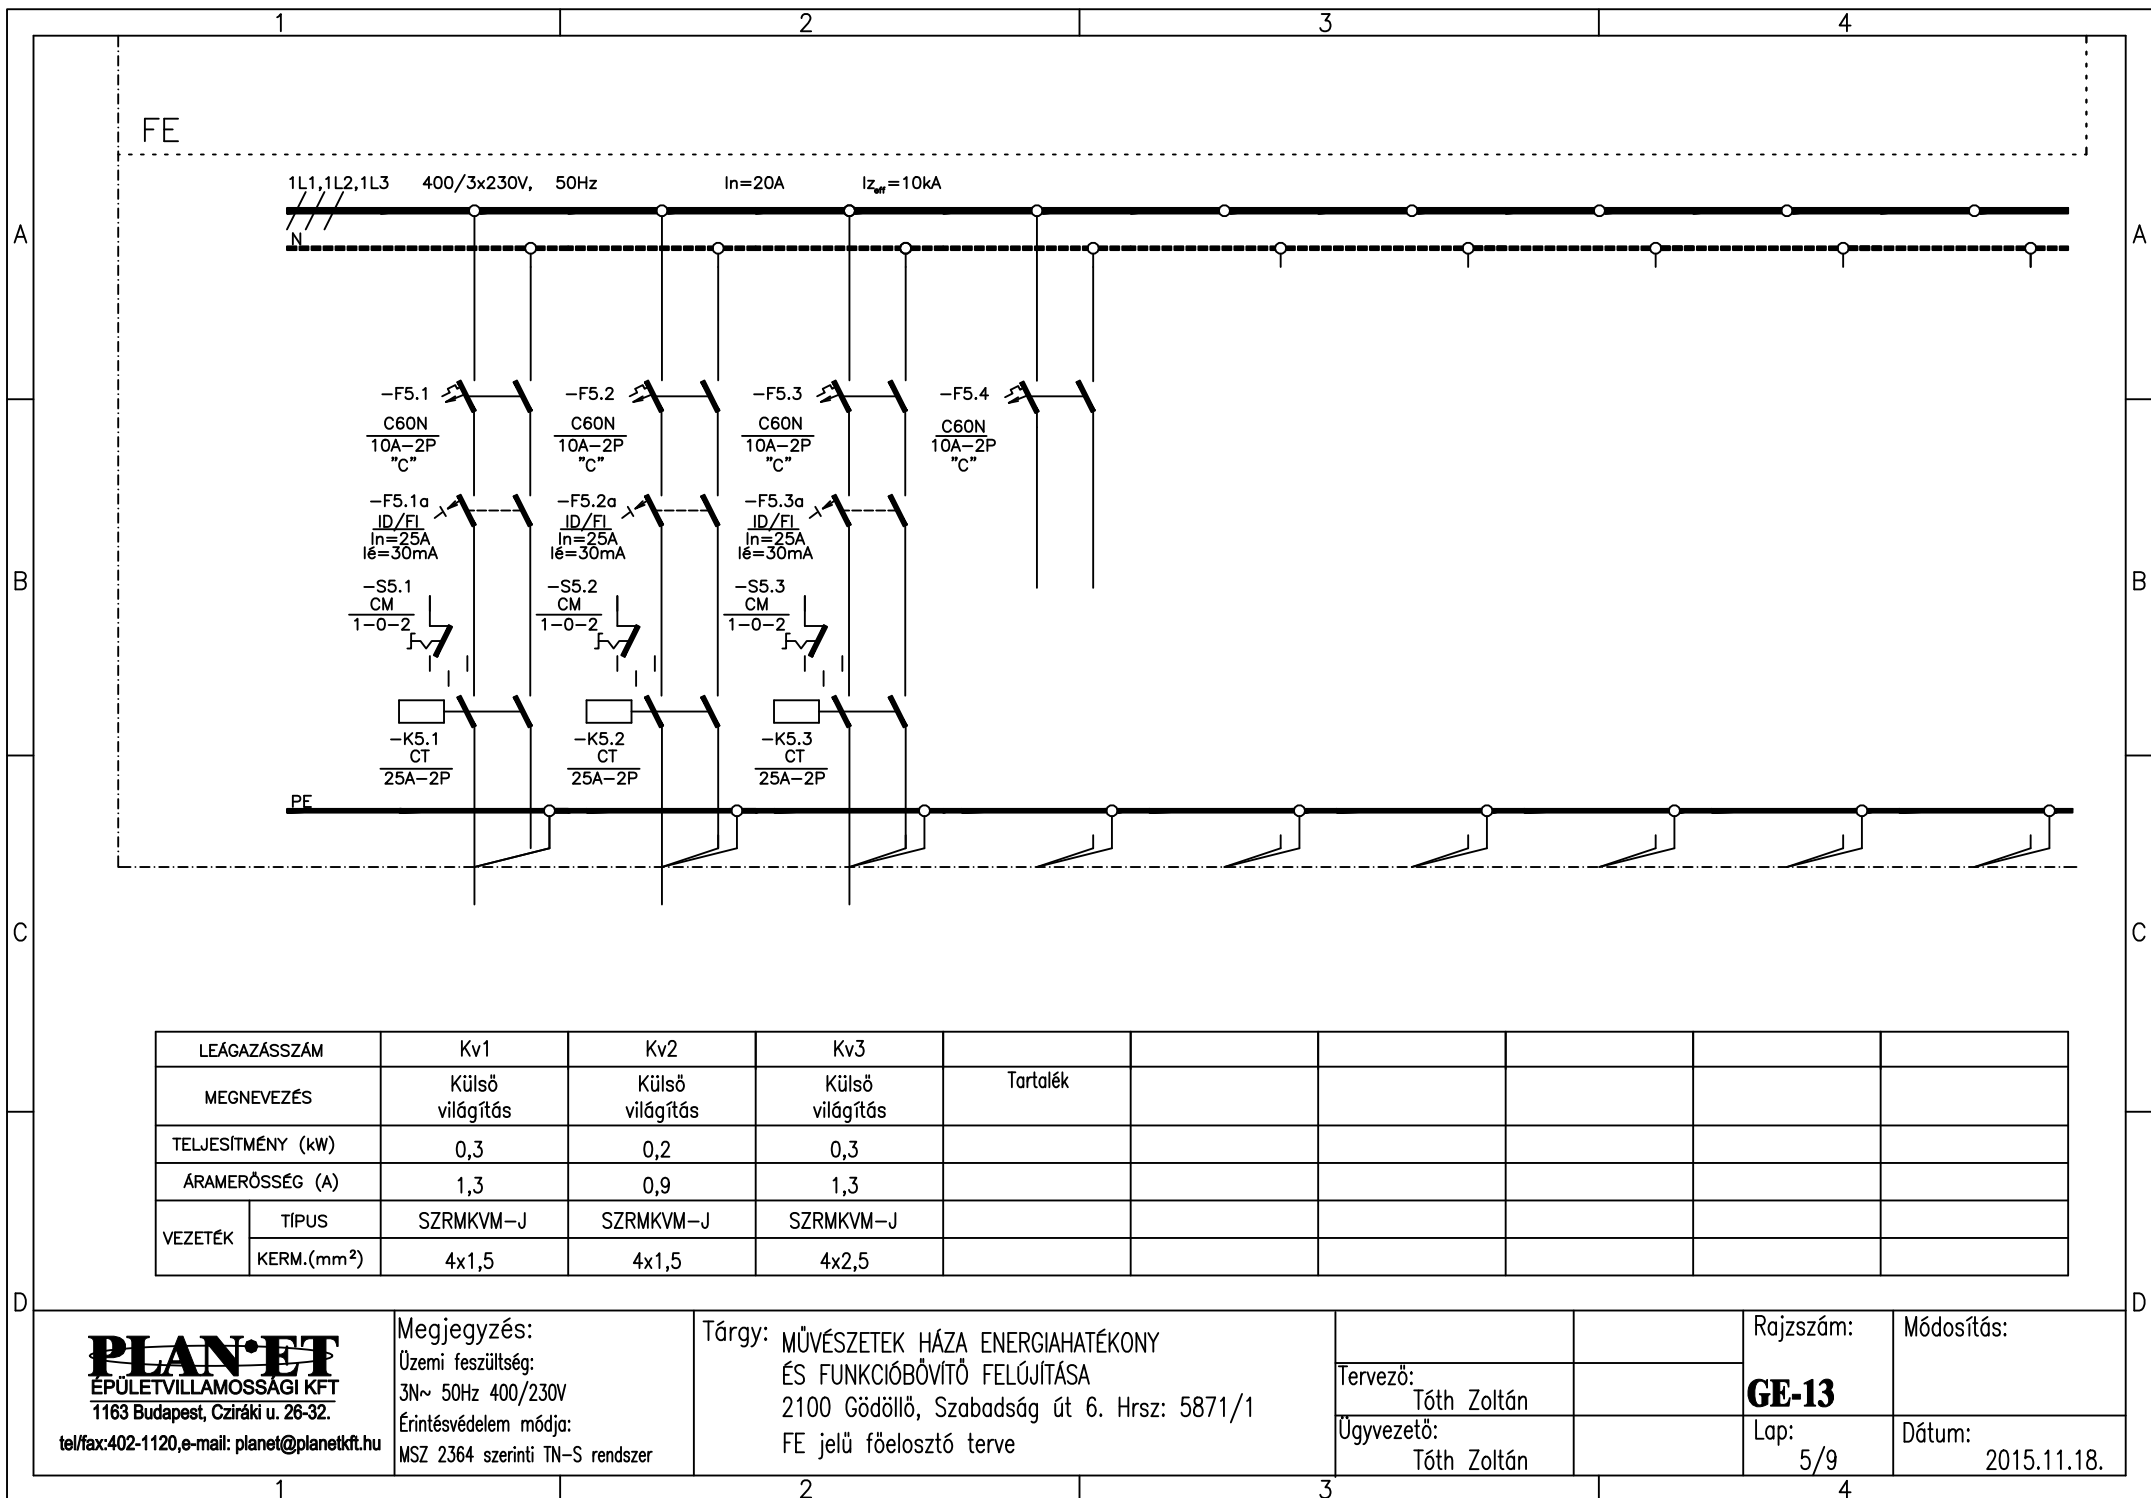 1 2 3 4
FE
1L1,1L2,1L3 400/3x230V, 50Hz In=20A Iz eff=10kA
A A
N
-F5.1 -F5.2 -F5.3 -F5.4
C60N C60N C60N C60N
10A-2P 10A-2P 10A-2P 10A-2P
"C" "C" "C" "C"
-F5.1a -F5.2a -F5.3a
ID/FI ID/FI ID/FI
In=25A In=25A In=25A
Ié=30mA Ié=30mA Ié=30mA
B B
-S5.1 -S5.2 -S5.3
CM CM CM
1-0-2 1-0-2 1-0-2
-K5.1 -K5.2 -K5.3
CT CT CT
25A-2P 25A-2P 25A-2P
PE
C C
LEÁGAZÁSSZÁM Kv1 Kv2 Kv3
MEGNEVEZÉS Külső világítás Külső világítás Külső világítás Tartalék
TELJESÍTMÉNY (kW) 0,3 0,2 0,3
ÁRAMERŐSSÉG (A) 1,3 0,9 1,3
VEZETÉK TÍPUS SZRMKVM-J SZRMKVM-J SZRMKVM-J
KERM.(mm²) 4x1,5 4x1,5 4x2,5
D D
PLAN•ET
ÉPÜLETVILLAMOSSÁGI KFT
1163 Budapest, Cziráki u. 26-32.
tel/fax:402-1120,e-mail: planet@planetkft.hu
Megjegyzés:
Üzemi feszültség:
3N~ 50Hz 400/230V
Érintésvédelem módja:
MSZ 2364 szerinti TN-S rendszer
Tárgy: MŰVÉSZETEK HÁZA ENERGIAHATÉKONY
ÉS FUNKCIÓBŐVÍTŐ FELÚJÍTÁSA
2100 Gödöllő, Szabadság út 6. Hrsz: 5871/1
FE jelű főelosztó terve
Tervező:
Tóth Zoltán
Ügyvezető:
Tóth Zoltán
Rajzszám:
GE-13
Lap:
5/9
Módosítás:
Dátum:
2015.11.18.
1 2 3 4